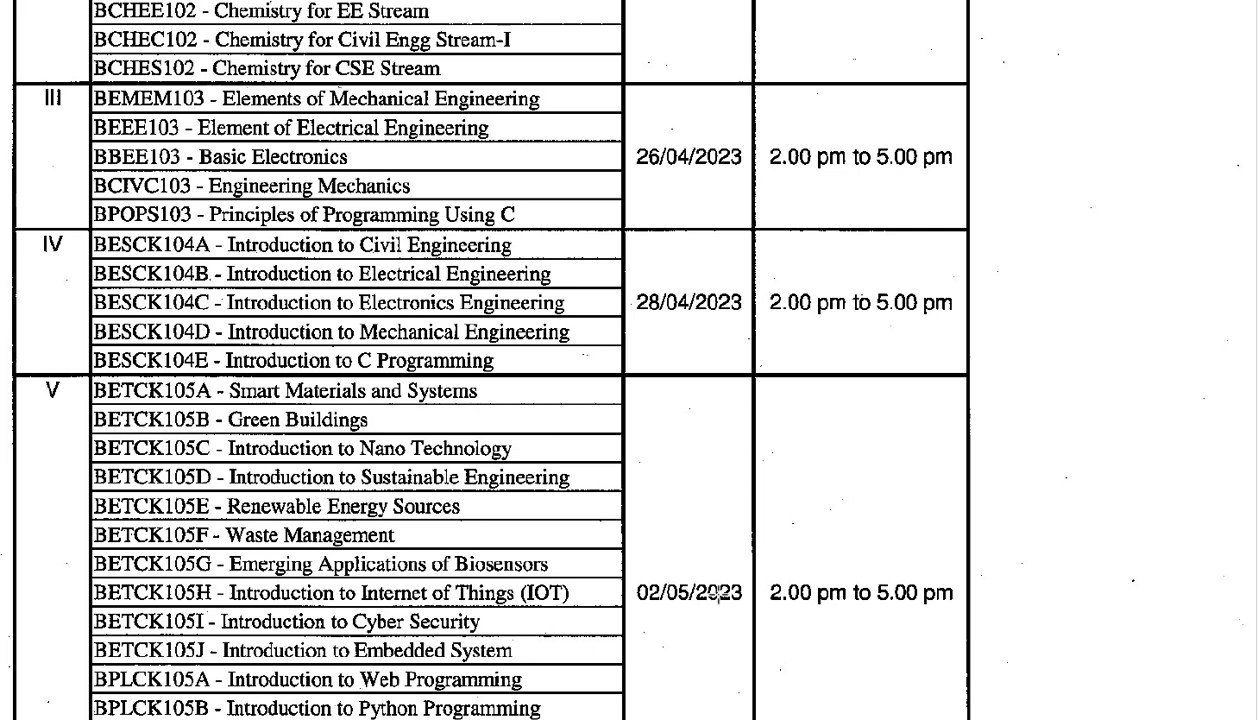 BCHEE102 - Chemistry for EE Stream
BCHEC102 - Chemistry for Civil Engg Stream-I
BCHES102 - Chemistry for CSE Stream
III
BEMEM103 - Elements of Mechanical Engineering
BEEE103 - Element of Electrical Engineering
BBEE103 - Basic Electronics
26/04/2023 2.00 pm to 5.00 pm
BCIVC103 - Engineering Mechanics
BPOPS103 - Principles of Programming Using C
IV
BESCK104A - Introduction to Civil Engineering
BESCK104B - Introduction to Electrical Engineering
BESCK104C - Introduction to Electronics Engineering
28/04/2023 2.00 pm to 5.00 pm
BESCK104D - Introduction to Mechanical Engineering
BESCK104E - Introduction to C Programming
V
BETCK105A - Smart Materials and Systems
BETCK105B - Green Buildings
BETCK105C - Introduction to Nano Technology
BETCK105D - Introduction to Sustainable Engineering
BETCK105E - Renewable Energy Sources
BETCK105F - Waste Management
BETCK105G - Emerging Applications of Biosensors
BETCK105H - Introduction to Internet of Things (IOT)
02/05/2023 2.00 pm to 5.00 pm
BETCK105I - Introduction to Cyber Security
BETCK105J - Introduction to Embedded System
BPLCK105A - Introduction to Web Programming
BPLCK105B - Introduction to Python Programming